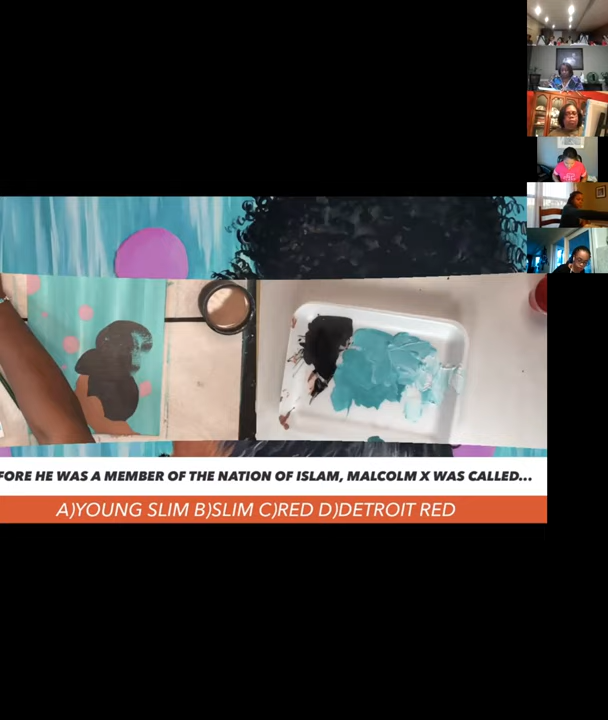 FORE HE WAS A MEMBER OF THE NATION OF ISLAM, MALCOLM X WAS CALLED...
A)YOUNG SLIM B)SLIM C)RED D)DETROIT RED